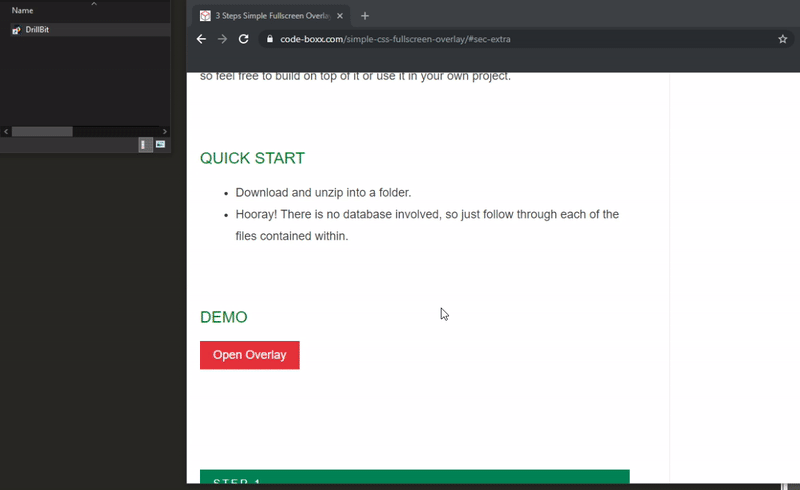 Name
DrillBit
3 Steps Simple Fullscreen Overla
code-boxx.com/simple-css-fullscreen-overlay/#sec-extra
so feel free to build on top of it or use it in your own project.
QUICK START
• Download and unzip into a folder.
• Hooray! There is no database involved, so just follow through each of the
files contained within.
DEMO
Open Overlay
STEP 1